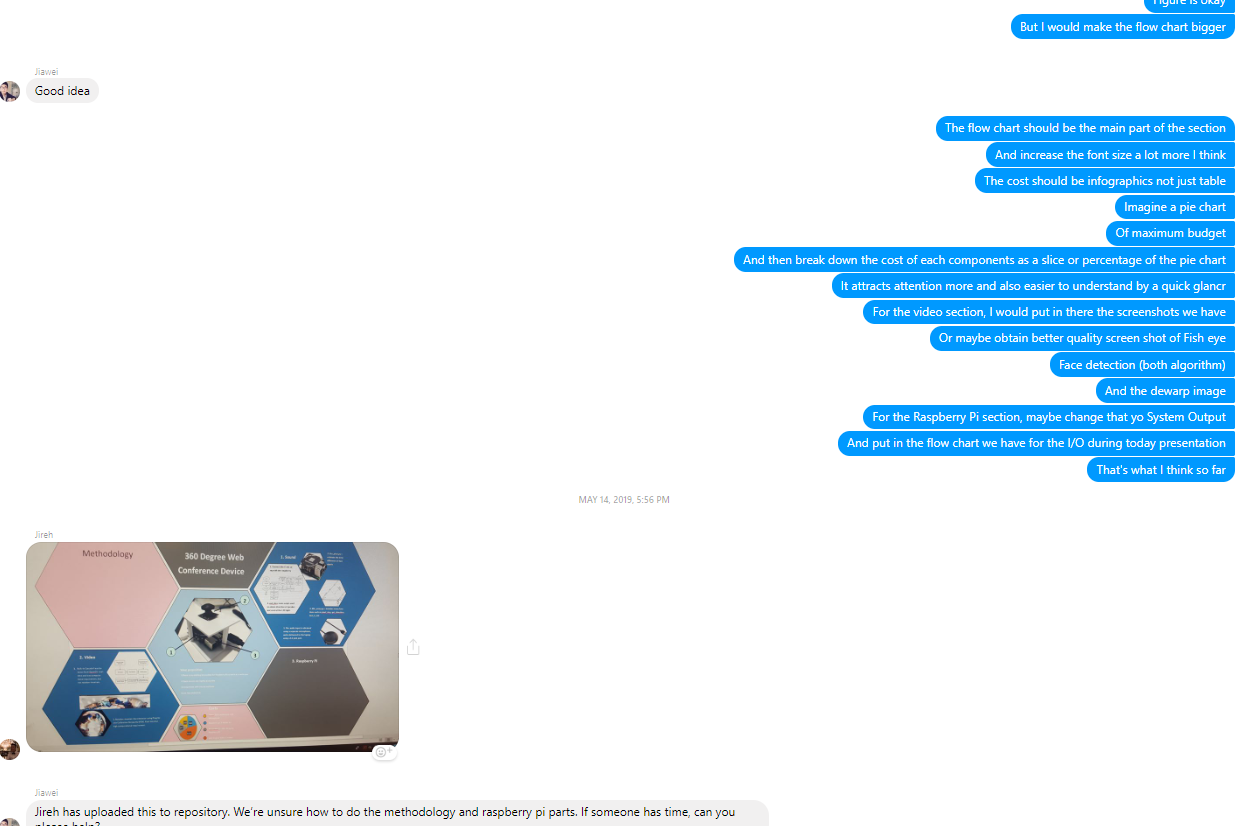 Figure is okay
But I would make the flow chart bigger
Jiawei
Good idea
The flow chart should be the main part of the section
And increase the font size a lot more I think
The cost should be infographics not just table
Imagine a pie chart
Of maximum budget
And then break down the cost of each components as a slice or percentage of the pie chart
It attracts attention more and also easier to understand by a quick glancr
For the video section, I would put in there the screenshots we have
Or maybe obtain better quality screen shot of Fish eye
Face detection (both algorithm)
And the dewarp image
For the Raspberry Pi section, maybe change that yo System Output
And put in the flow chart we have for the I/O during today presentation
That's what I think so far
MAY 14, 2019, 5:56 PM
Jireh
Methodology
360 Degree Web
Conference Device
1. Sound
2. Video
3. Raspberry Pi
Jiawei
Jireh has uploaded this to repository. We're unsure how to do the methodology and raspberry pi parts. If someone has time, can you
please help?